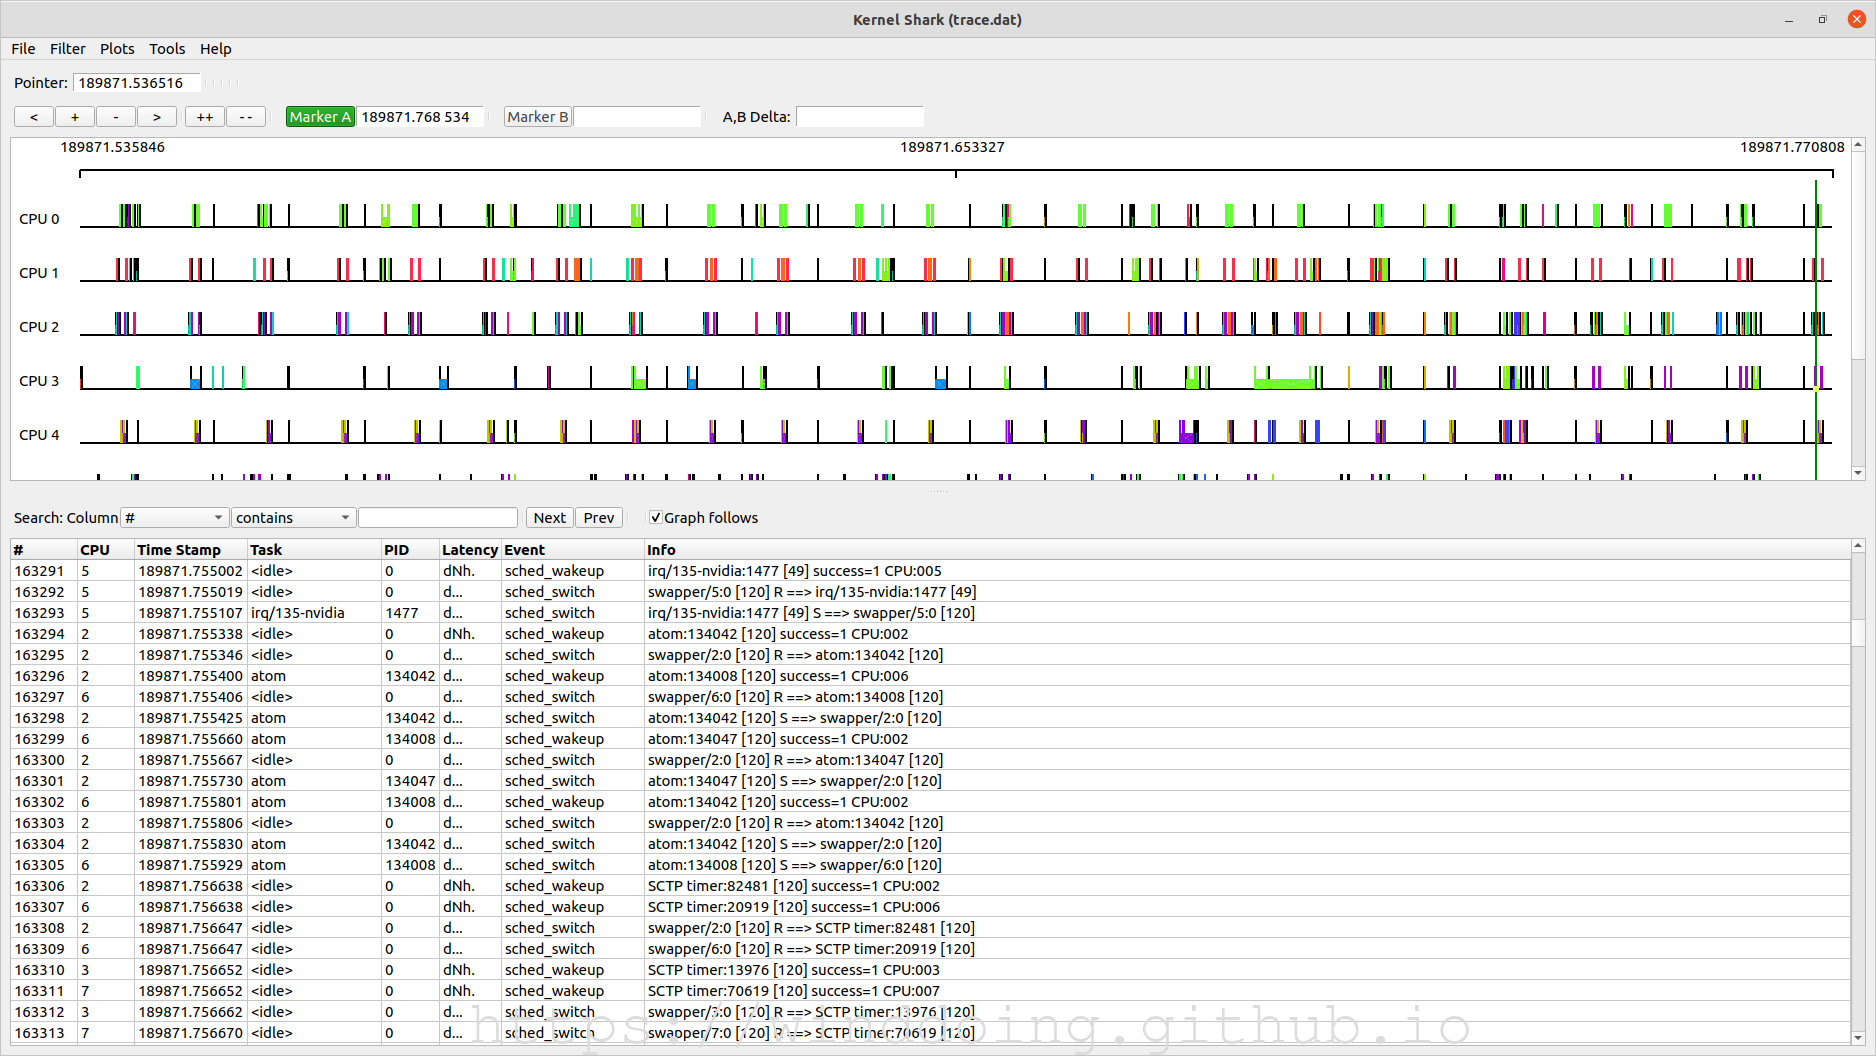 Kernel Shark (trace.dat)
File Filter Plots Tools Help
Pointer: 189871.536516
< + - > ++ -- Marker A 189871.768 534 Marker B A,B Delta:
189871.535846 189871.653327 189871.770808
CPU 0
CPU 1
CPU 2
CPU 3
CPU 4
Search: Column # contains Next Prev Graph follows
# CPU Time Stamp Task PID Latency Event Info
163291 5 189871.755002 <idle> 0 dNh. sched_wakeup irq/135-nvidia:1477 [49] success=1 CPU:005
163292 5 189871.755019 <idle> 0 d... sched_switch swapper/5:0 [120] R ==> irq/135-nvidia:1477 [49]
163293 5 189871.755107 irq/135-nvidia 1477 d... sched_switch irq/135-nvidia:1477 [49] S ==> swapper/5:0 [120]
163294 2 189871.755338 <idle> 0 dNh. sched_wakeup atom:134042 [120] success=1 CPU:002
163295 2 189871.755346 <idle> 0 d... sched_switch swapper/2:0 [120] R ==> atom:134042 [120]
163296 2 189871.755400 atom 134042 d... sched_wakeup atom:134008 [120] success=1 CPU:006
163297 6 189871.755406 <idle> 0 d... sched_switch swapper/6:0 [120] R ==> atom:134008 [120]
163298 2 189871.755425 atom 134042 d... sched_switch atom:134042 [120] S ==> swapper/2:0 [120]
163299 6 189871.755660 atom 134008 d... sched_wakeup atom:134047 [120] success=1 CPU:002
163300 2 189871.755667 <idle> 0 d... sched_switch swapper/2:0 [120] R ==> atom:134047 [120]
163301 2 189871.755730 atom 134047 d... sched_switch atom:134047 [120] S ==> swapper/2:0 [120]
163302 6 189871.755801 atom 134008 d... sched_wakeup atom:134042 [120] success=1 CPU:002
163303 2 189871.755806 <idle> 0 d... sched_switch swapper/2:0 [120] R ==> atom:134042 [120]
163304 2 189871.755830 atom 134042 d... sched_switch atom:134042 [120] S ==> swapper/2:0 [120]
163305 6 189871.755929 atom 134008 d... sched_switch atom:134008 [120] S ==> swapper/6:0 [120]
163306 2 189871.756638 <idle> 0 dNh. sched_wakeup SCTP timer:82481 [120] success=1 CPU:002
163307 6 189871.756638 <idle> 0 dNh. sched_wakeup SCTP timer:20919 [120] success=1 CPU:006
163308 2 189871.756647 <idle> 0 d... sched_switch swapper/2:0 [120] R ==> SCTP timer:82481 [120]
163309 6 189871.756647 <idle> 0 d... sched_switch swapper/6:0 [120] R ==> SCTP timer:20919 [120]
163310 3 189871.756652 <idle> 0 dNh. sched_wakeup SCTP timer:13976 [120] success=1 CPU:003
163311 7 189871.756652 <idle> 0 dNh. sched_wakeup SCTP timer:70619 [120] success=1 CPU:007
163312 3 189871.756662 <idle> 0 d... sched_switch swapper/3:0 [120] R ==> SCTP timer:13976 [120]
163313 7 189871.756670 <idle> 0 d... sched_switch swapper/7:0 [120] R ==> SCTP timer:70619 [120]
https://winddoing.github.io